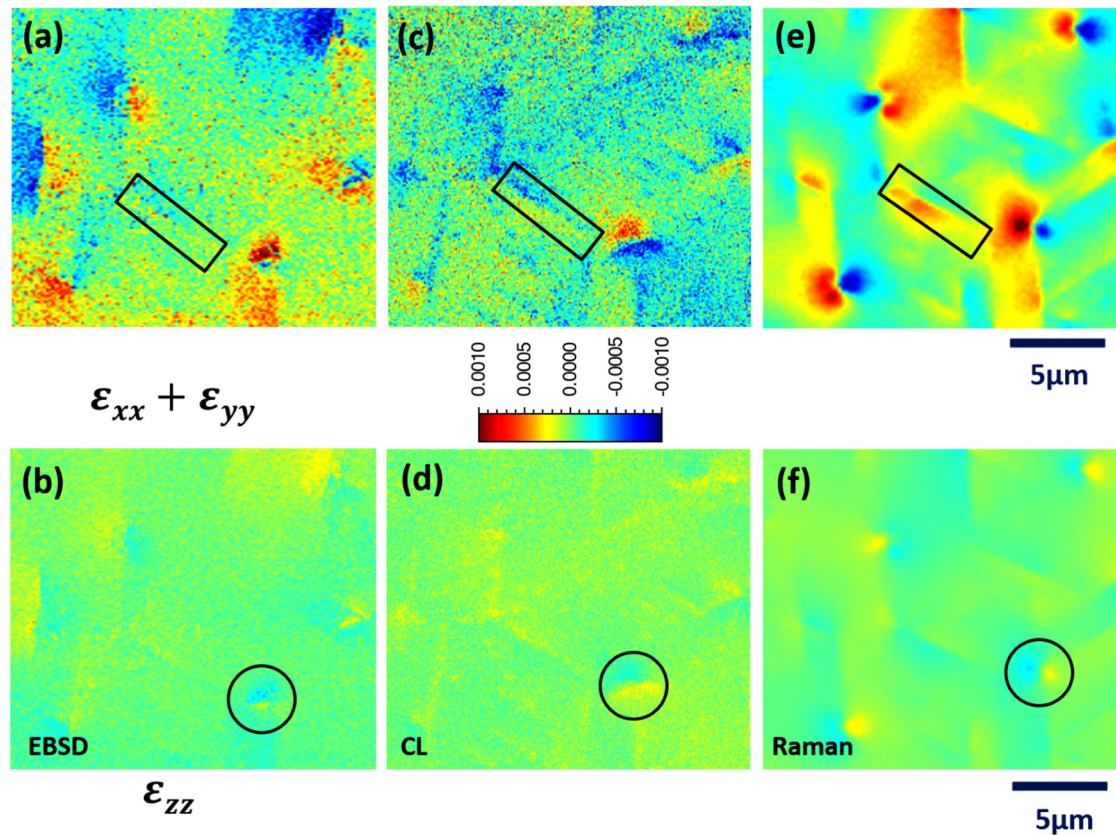 (a)
(c)
(e)
5μm
εxx + εyy
0.0010
0.0005
0.0000
-0.0005
-0.0010
(b)
(d)
(f)
EBSD
CL
Raman
εzz
5μm